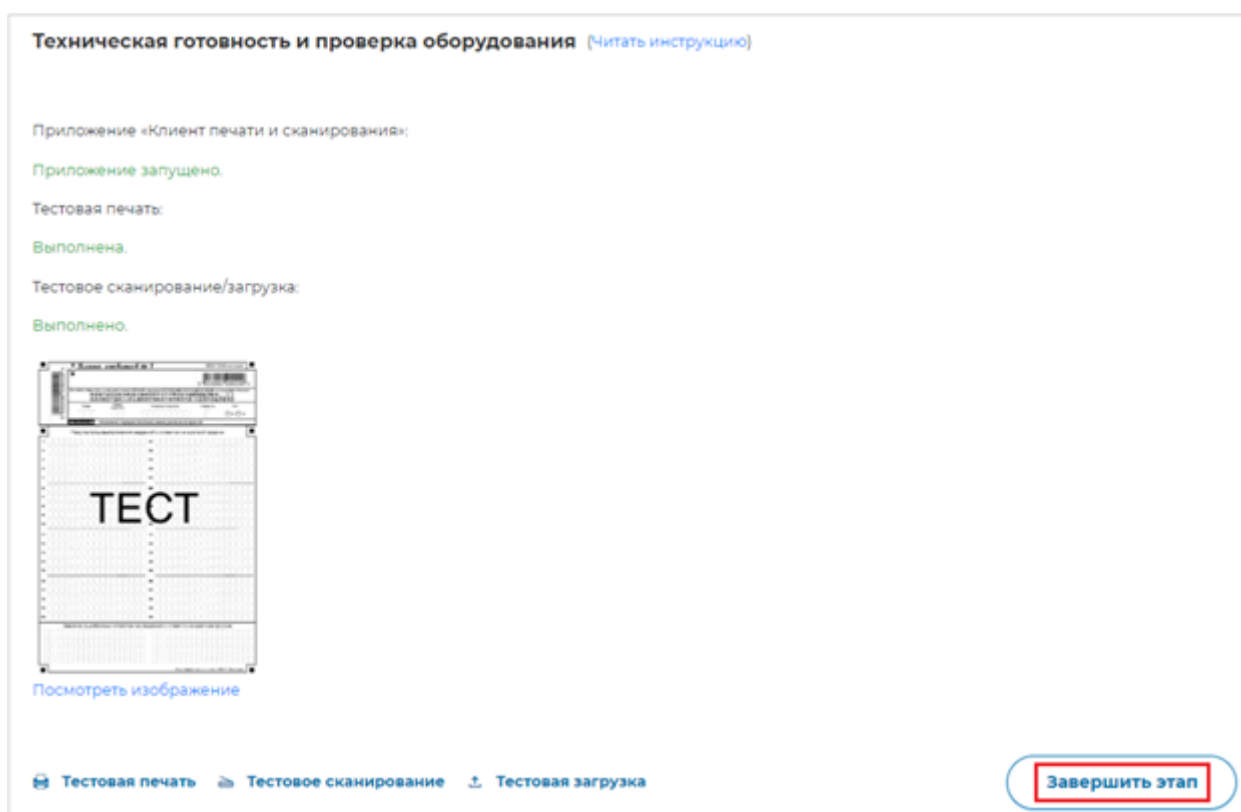 Техническая готовность и проверка оборудования (Читать инструкцию)
Приложение «Клиент печати и сканирования»:
Приложение запущено.
Тестовая печать:
Выполнена.
Тестовое сканирование/загрузка:
Выполнено.
ТЕСТ
Посмотреть изображение
Тестовая печать Тестовое сканирование Тестовая загрузка Завершить этап